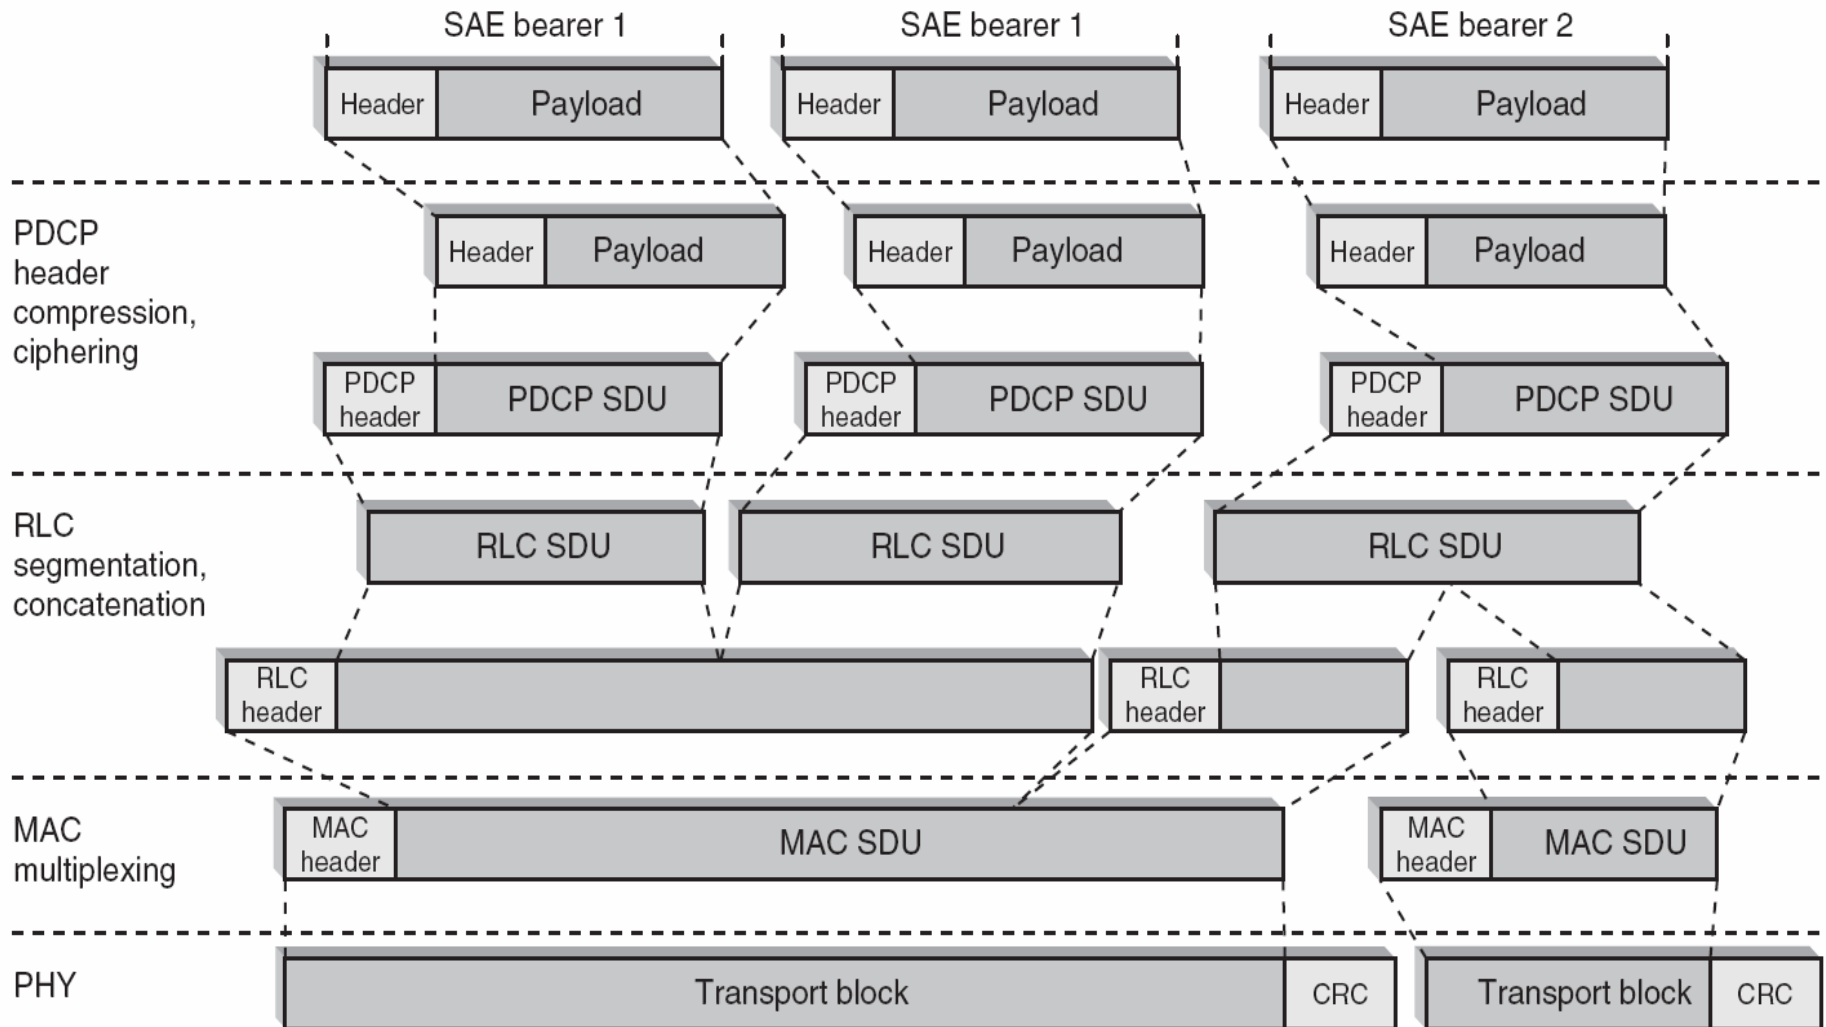 SAE bearer 1
SAE bearer 1
SAE bearer 2
Header
Payload
Header
Payload
Header
Payload
PDCP
header
compression,
ciphering
Header
Payload
Header
Payload
Header
Payload
PDCP
header
PDCP SDU
PDCP
header
PDCP SDU
PDCP
header
PDCP SDU
RLC
segmentation,
concatenation
RLC SDU
RLC SDU
RLC SDU
RLC
header
RLC
header
RLC
header
MAC
multiplexing
MAC
header
MAC SDU
MAC
header
MAC SDU
PHY
Transport block
CRC
Transport block
CRC